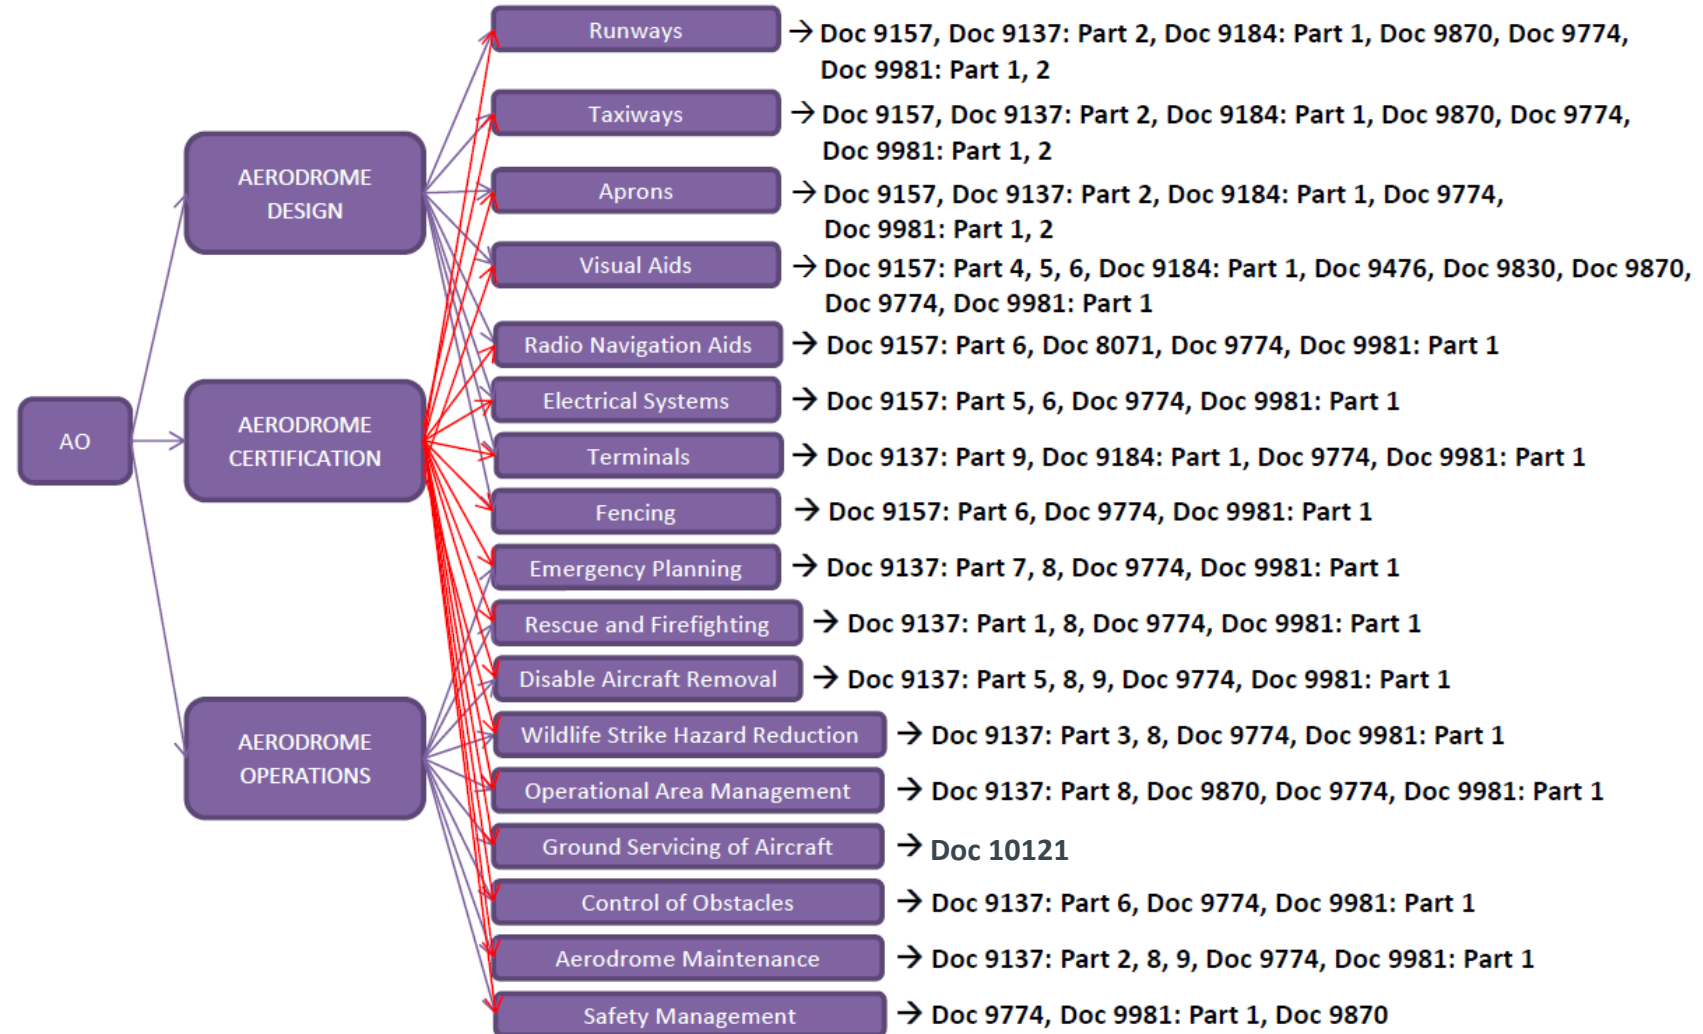 Runways
→ Doc 9157, Doc 9137: Part 2, Doc 9184: Part 1, Doc 9870, Doc 9774,
Doc 9981: Part 1, 2
Taxiways
→ Doc 9157, Doc 9137: Part 2, Doc 9184: Part 1, Doc 9870, Doc 9774,
Doc 9981: Part 1, 2
AERODROME
DESIGN
Aprons
→ Doc 9157, Doc 9137: Part 2, Doc 9184: Part 1, Doc 9774,
Doc 9981: Part 1, 2
Visual Aids
→ Doc 9157: Part 4, 5, 6, Doc 9184: Part 1, Doc 9476, Doc 9830, Doc 9870,
Doc 9774, Doc 9981: Part 1
Radio Navigation Aids
→ Doc 9157: Part 6, Doc 8071, Doc 9774, Doc 9981: Part 1
Electrical Systems
→ Doc 9157: Part 5, 6, Doc 9774, Doc 9981: Part 1
AO
AERODROME
CERTIFICATION
Terminals
→ Doc 9137: Part 9, Doc 9184: Part 1, Doc 9774, Doc 9981: Part 1
Fencing
→ Doc 9157: Part 6, Doc 9774, Doc 9981: Part 1
Emergency Planning
→ Doc 9137: Part 7, 8, Doc 9774, Doc 9981: Part 1
Rescue and Firefighting
→ Doc 9137: Part 1, 8, Doc 9774, Doc 9981: Part 1
Disable Aircraft Removal
→ Doc 9137: Part 5, 8, 9, Doc 9774, Doc 9981: Part 1
AERODROME
OPERATIONS
Wildlife Strike Hazard Reduction
→ Doc 9137: Part 3, 8, Doc 9774, Doc 9981: Part 1
Operational Area Management
→ Doc 9137: Part 8, Doc 9870, Doc 9774, Doc 9981: Part 1
Ground Servicing of Aircraft
→ Doc 10121
Control of Obstacles
→ Doc 9137: Part 6, Doc 9774, Doc 9981: Part 1
Aerodrome Maintenance
→ Doc 9137: Part 2, 8, 9, Doc 9774, Doc 9981: Part 1
Safety Management
→ Doc 9774, Doc 9981: Part 1, Doc 9870